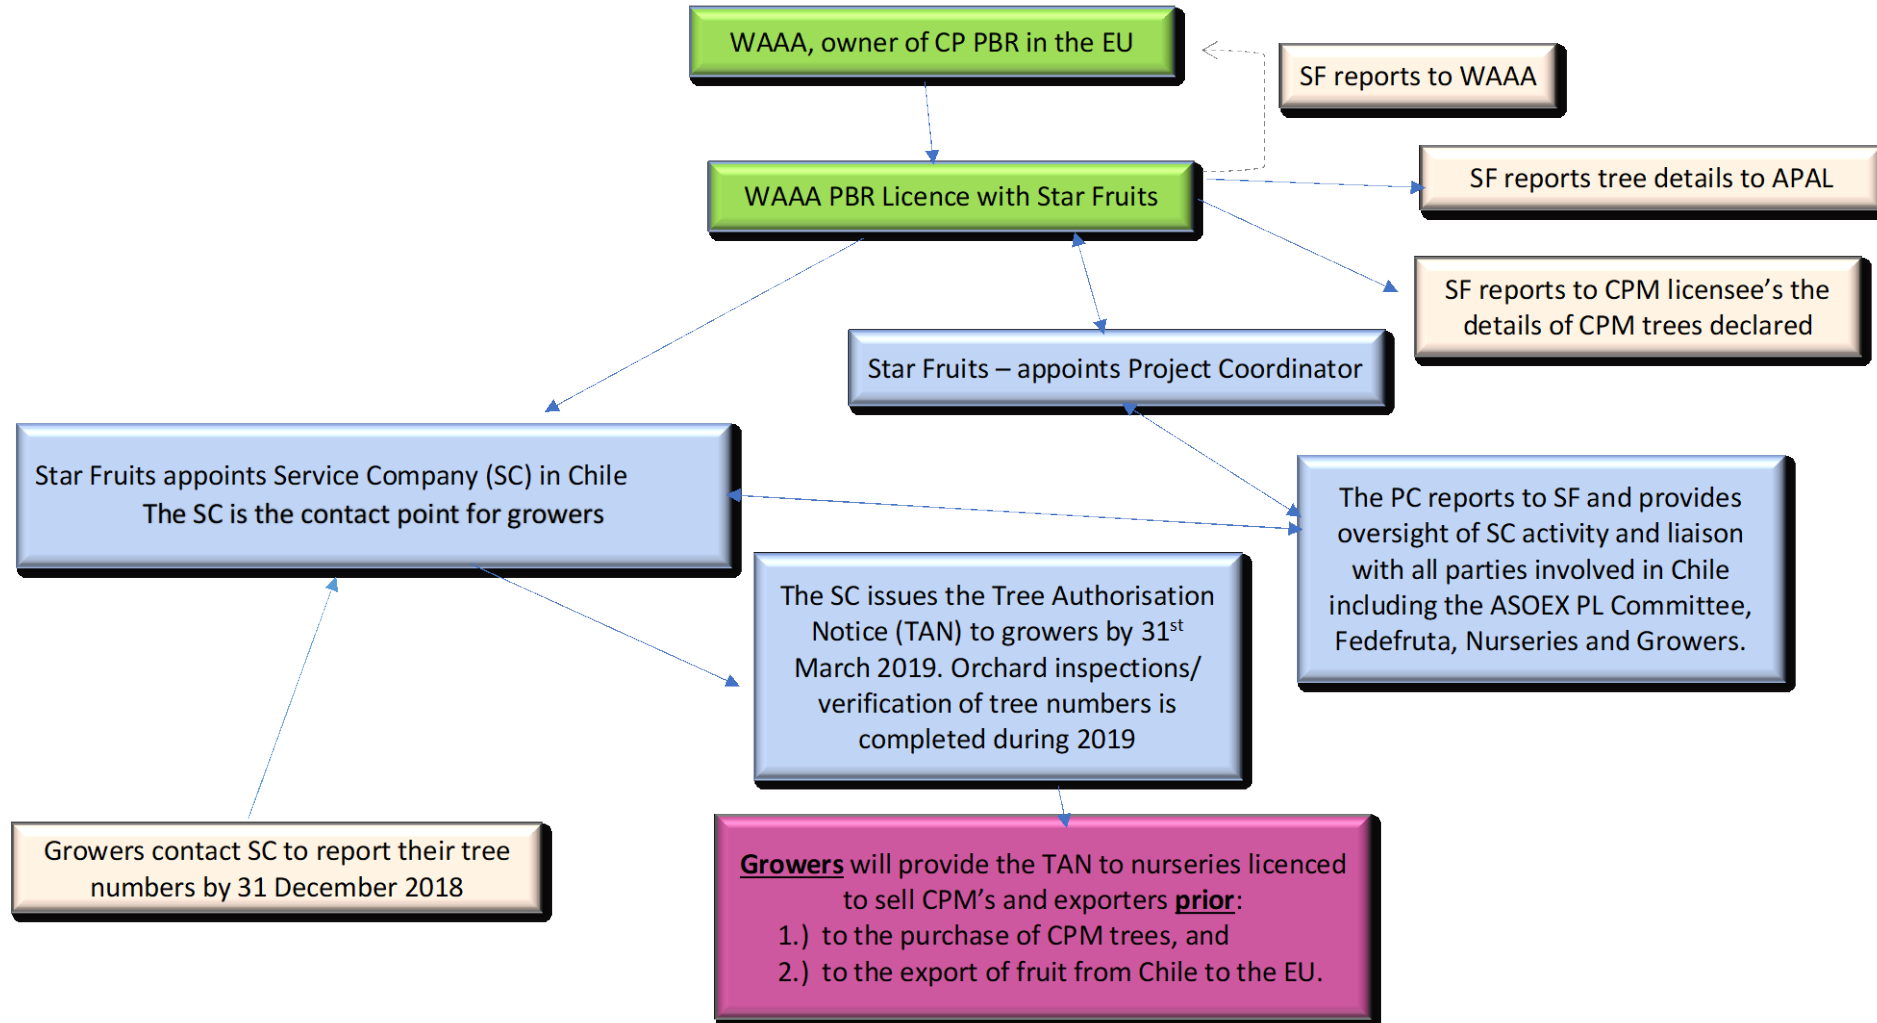 WAAA, owner of CP PBR in the EU
SF reports to WAAA
WAAA PBR Licence with Star Fruits
SF reports tree details to APAL
SF reports to CPM licensee’s the
details of CPM trees declared
Star Fruits – appoints Project Coordinator
Star Fruits appoints Service Company (SC) in Chile
The SC is the contact point for growers
The PC reports to SF and provides
oversight of SC activity and liaison
with all parties involved in Chile
including the ASOEX PL Committee,
Fedefruta, Nurseries and Growers.
The SC issues the Tree Authorisation
Notice (TAN) to growers by 31st
March 2019. Orchard inspections/
verification of tree numbers is
completed during 2019
Growers contact SC to report their tree
numbers by 31 December 2018
Growers will provide the TAN to nurseries licenced
to sell CPM’s and exporters prior:
1.) to the purchase of CPM trees, and
2.) to the export of fruit from Chile to the EU.